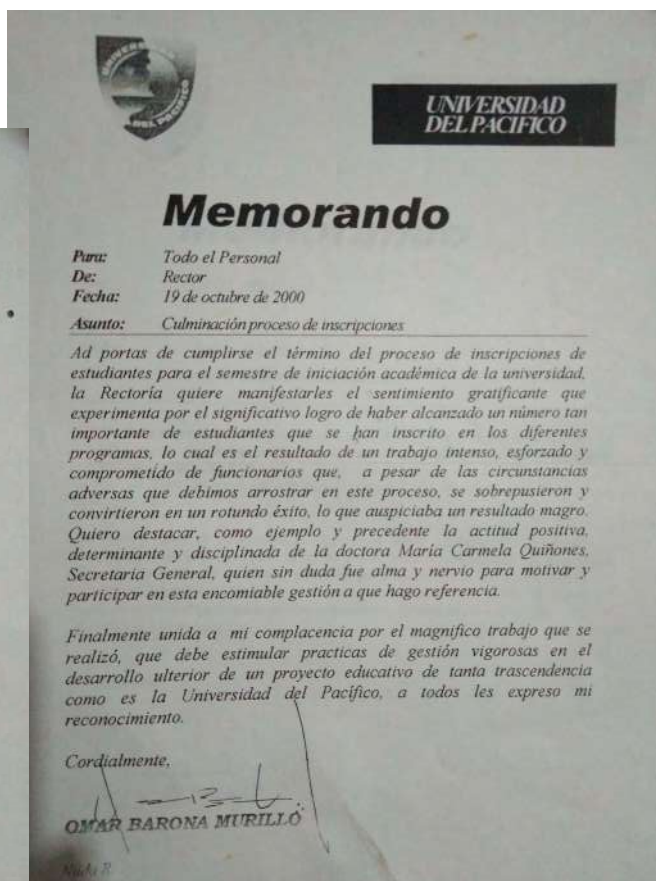 UNIVERSIDAD
DEL PACIFICO
UNIVERSIDAD
DEL PACIFICO
Memorando
Para: Todo el Personal
De: Rector
Fecha: 19 de octubre de 2000
Asunto: Culminación proceso de inscripciones
Ad portas de cumplirse el término del proceso de inscripciones de
estudiantes para el semestre de iniciación académica de la universidad,
la Rectoría quiere manifestarles el sentimiento gratificante que
experimenta por el significativo logro de haber alcanzado un número tan
importante de estudiantes que se han inscrito en los diferentes
programas, lo cual es el resultado de un trabajo intenso, esforzado y
comprometido de funcionarios que, a pesar de las circunstancias
adversas que debimos arrostrar en este proceso, se sobrepusieron y
convirtieron en un rotundo éxito, lo que auspiciaba un resultado magro.
Quiero destacar, como ejemplo y precedente la actitud positiva,
determinante y disciplinada de la doctora María Carmela Quiñones,
Secretaria General, quien sin duda fue alma y nervio para motivar y
participar en esta encomiable gestión a que hago referencia.
Finalmente unida a mi complacencia por el magnifico trabajo que se
realizó, que debe estimular practicas de gestión vigorosas en el
desarrollo ulterior de un proyecto educativo de tanta trascendencia
como es la Universidad del Pacífico, a todos les expreso mi
reconocimiento.
Cordialmente,
OMAR BARONA MURILLO